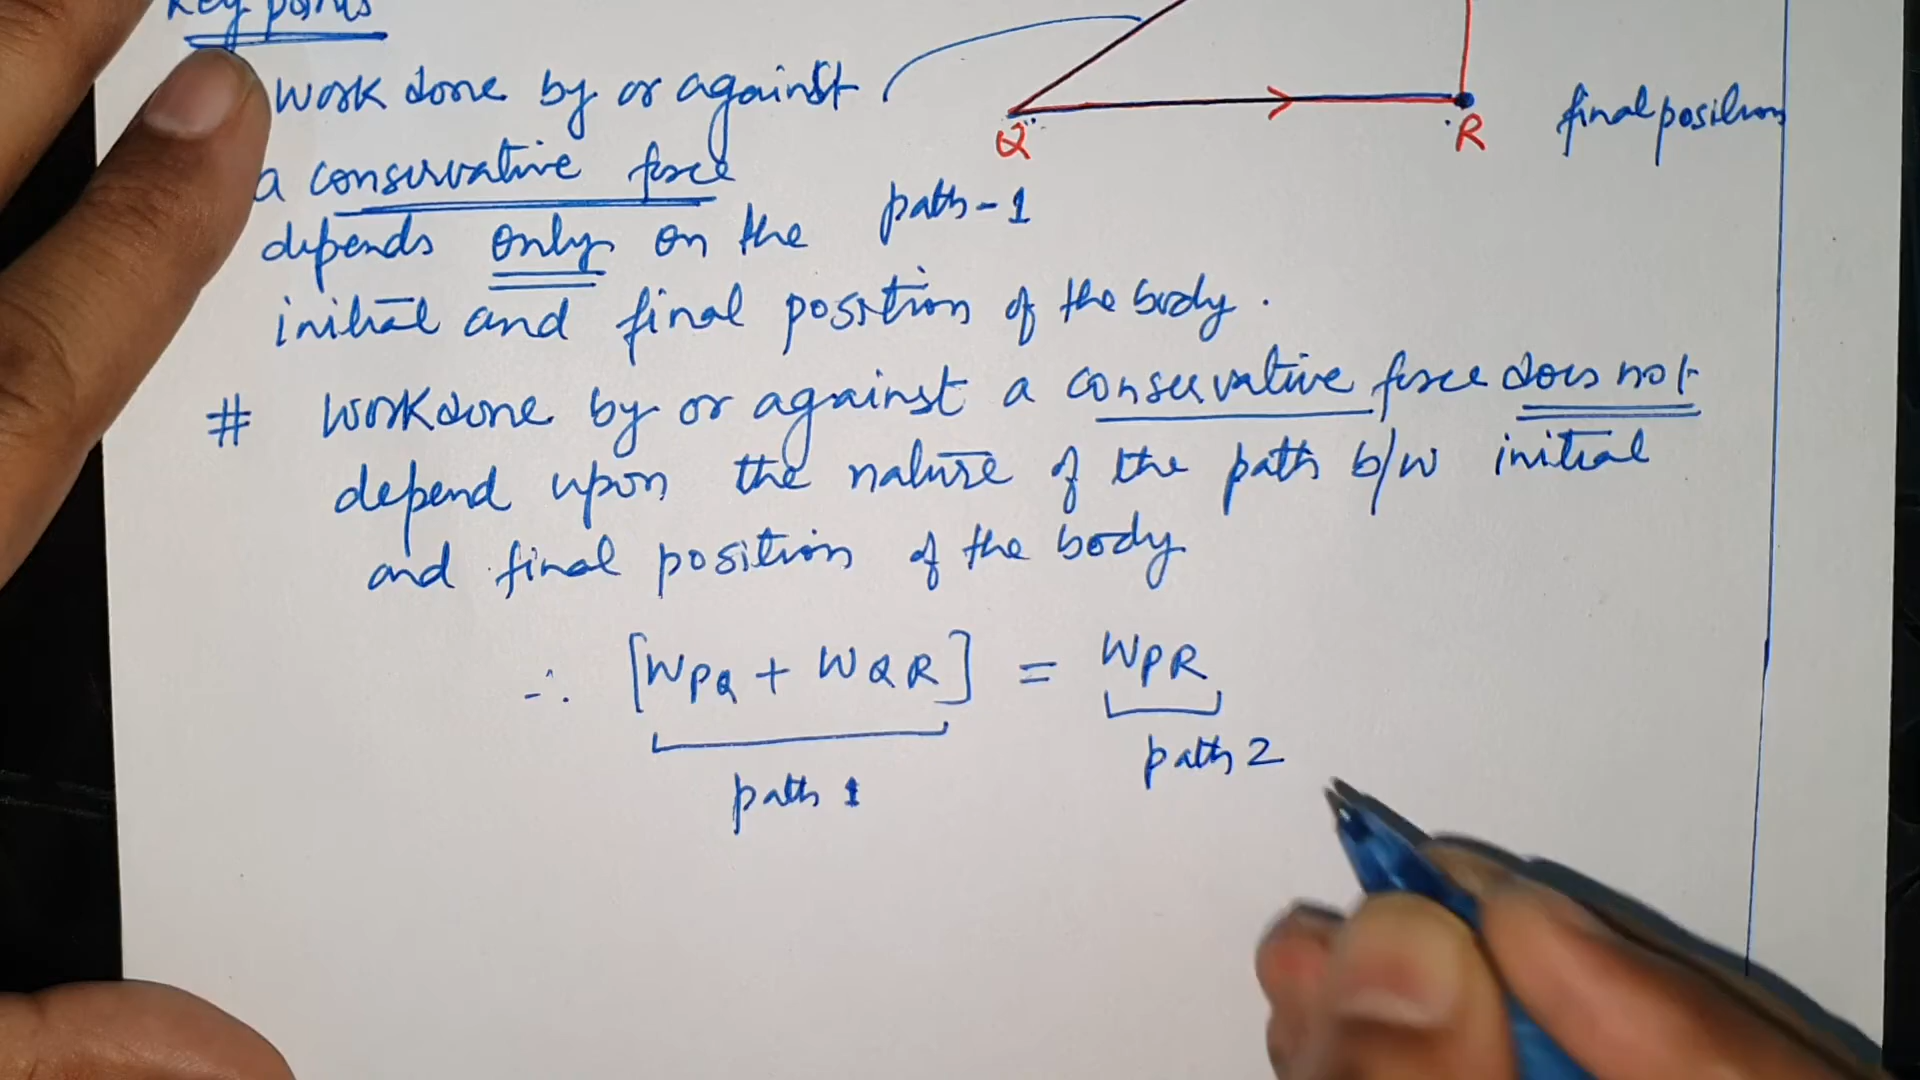 Key points
Work done by or against
a conservative force
depends only on the
initial and final position of the body.
Q
R
final position
path-1
# Workdone by or against a conservative force does not
depend upon the nature of the path b/w initial
and final position of the body
∴ [WPQ + WQR] = WPR
path 1
path 2